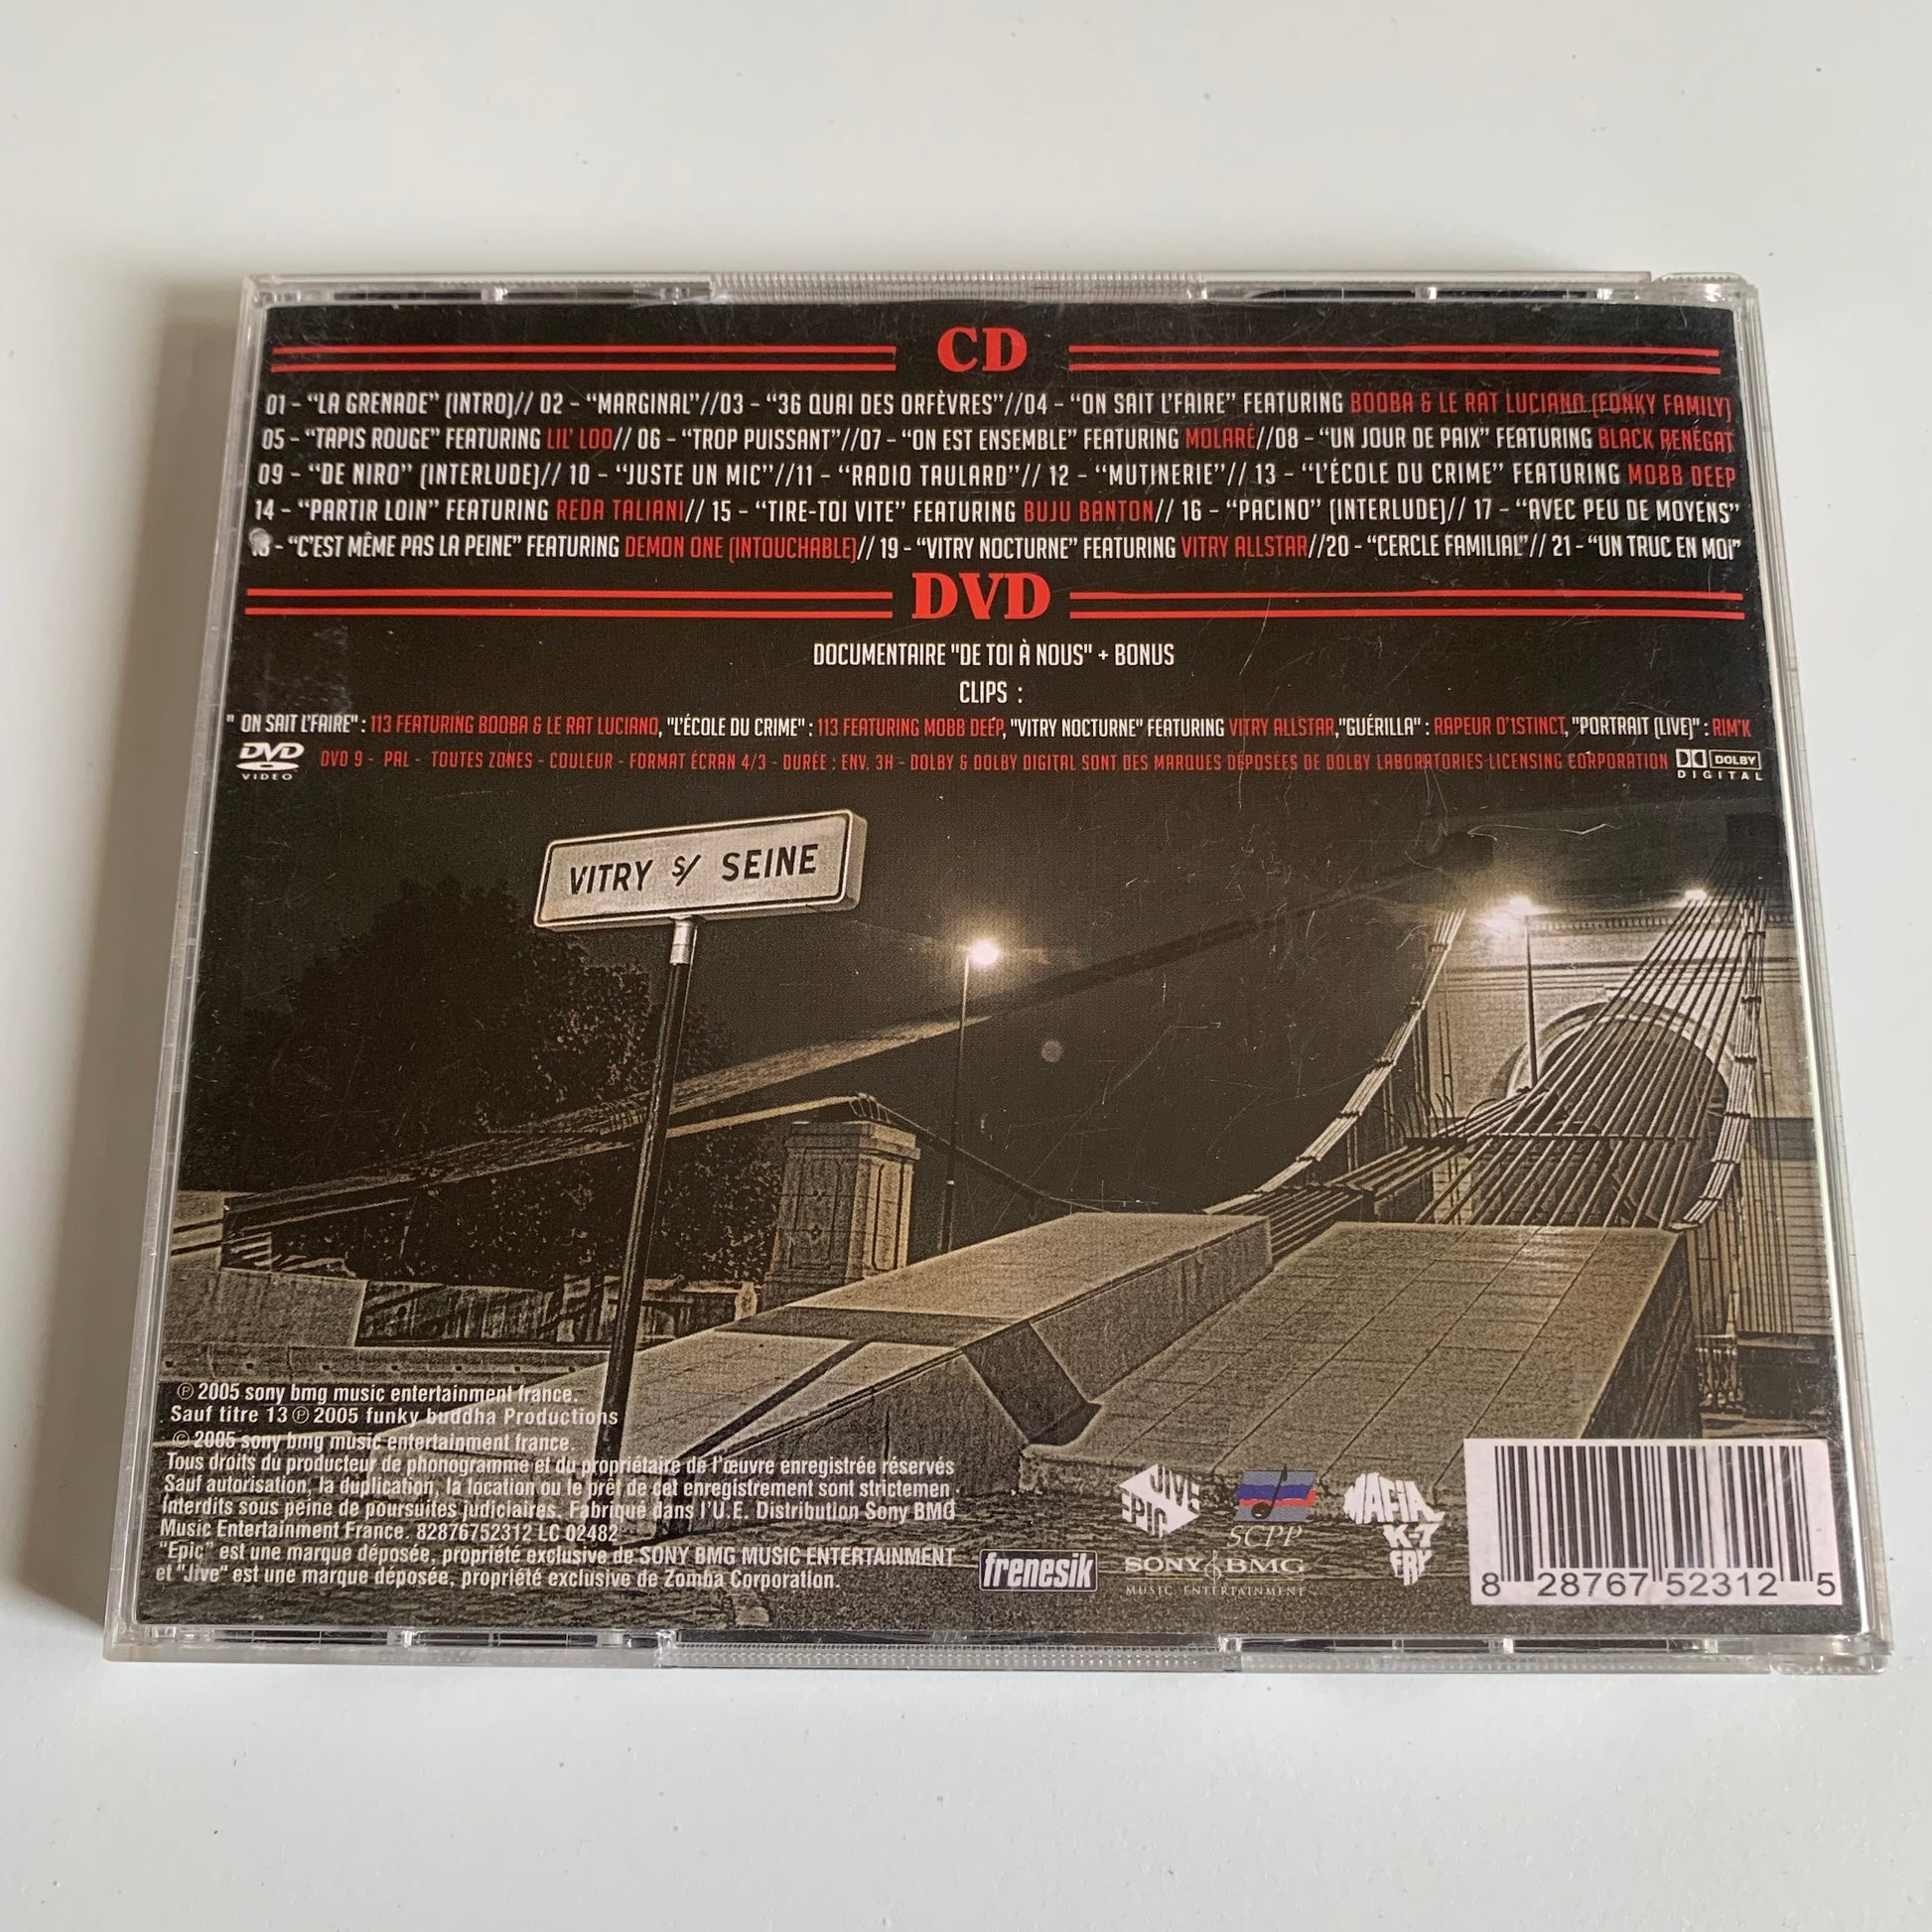 CD
01 - “LA GRENADE” (INTRO)// 02 - “MARGINAL”//03 - “36 QUAI DES ORFÈVRES”//04 - “ON SAIT L'FAIRE” FEATURING BOOBA & LE RAT LUCIANO (FONKY FAMILY)
05 - “TAPIS ROUGE” FEATURING LIL' LOO// 06 - “TROP PUISSANT”//07 - “ON EST ENSEMBLE” FEATURING MOLARÉ//08 - “UN JOUR DE PAIX” FEATURING BLACK RENÉGAT
09 - “DE NIRO” (INTERLUDE)// 10 - “JUSTE UN MIC”//11 - “RADIO TAULARD”// 12 - “MUTINERIE”// 13 - “L'ÉCOLE DU CRIME” FEATURING MOBB DEEP
14 - “PARTIR LOIN” FEATURING REDA TALIANI// 15 - “TIRE-TOI VITE” FEATURING BUJU BANTON// 16 - “PACINO” (INTERLUDE)// 17 - “AVEC PEU DE MOYENS”
18 - “C'EST MÊME PAS LA PEINE” FEATURING DEMON ONE (INTOUCHABLE)// 19 - “VITRY NOCTURNE” FEATURING VITRY ALLSTAR//20 - “CERCLE FAMILIAL”// 21 - “UN TRUC EN MOI”
DVD
DOCUMENTAIRE "DE TOI À NOUS" + BONUS
CLIPS :
" ON SAIT L'FAIRE" : 113 FEATURING BOOBA & LE RAT LUCIANO, "L'ÉCOLE DU CRIME" : 113 FEATURING MOBB DEEP, "VITRY NOCTURNE" FEATURING VITRY ALLSTAR,"GUÉRILLA" : RAPEUR D'1STINCT, "PORTRAIT (LIVE)" : RIM'K
DVD VIDEO DVD 9 - PAL - TOUTES ZONES - COULEUR - FORMAT ÉCRAN 4/3 - DURÉE : ENV. 3H - DOLBY & DOLBY DIGITAL SONT DES MARQUES DÉPOSÉES DE DOLBY LABORATORIES LICENSING CORPORATION DOLBY DIGITAL
VITRY S/ SEINE
℗ 2005 sony bmg music entertainment france.
Sauf titre 13 ℗ 2005 funky buddha Productions
© 2005 sony bmg music entertainment france.
Tous droits du producteur de phonogramme et du propriétaire de l'œuvre enregistrée réservés
Sauf autorisation, la duplication, la location ou le prêt de cet enregistrement sont strictemen
Interdits sous peine de poursuites judiciaires. Fabriqué dans l'U.E. Distribution Sony BMG
Music Entertainment France. 82876752312 LC 02482
"Epic" est une marque déposée, propriété exclusive de SONY BMG MUSIC ENTERTAINMENT
et "Jive" est une marque déposée, propriété exclusive de Zomba Corporation.
frenesik
JIVE EPIC
SCPP
SONY BMG
MUSIC ENTERTAINMENT
MAFIA K-1 FRY
8 28767 52312 5